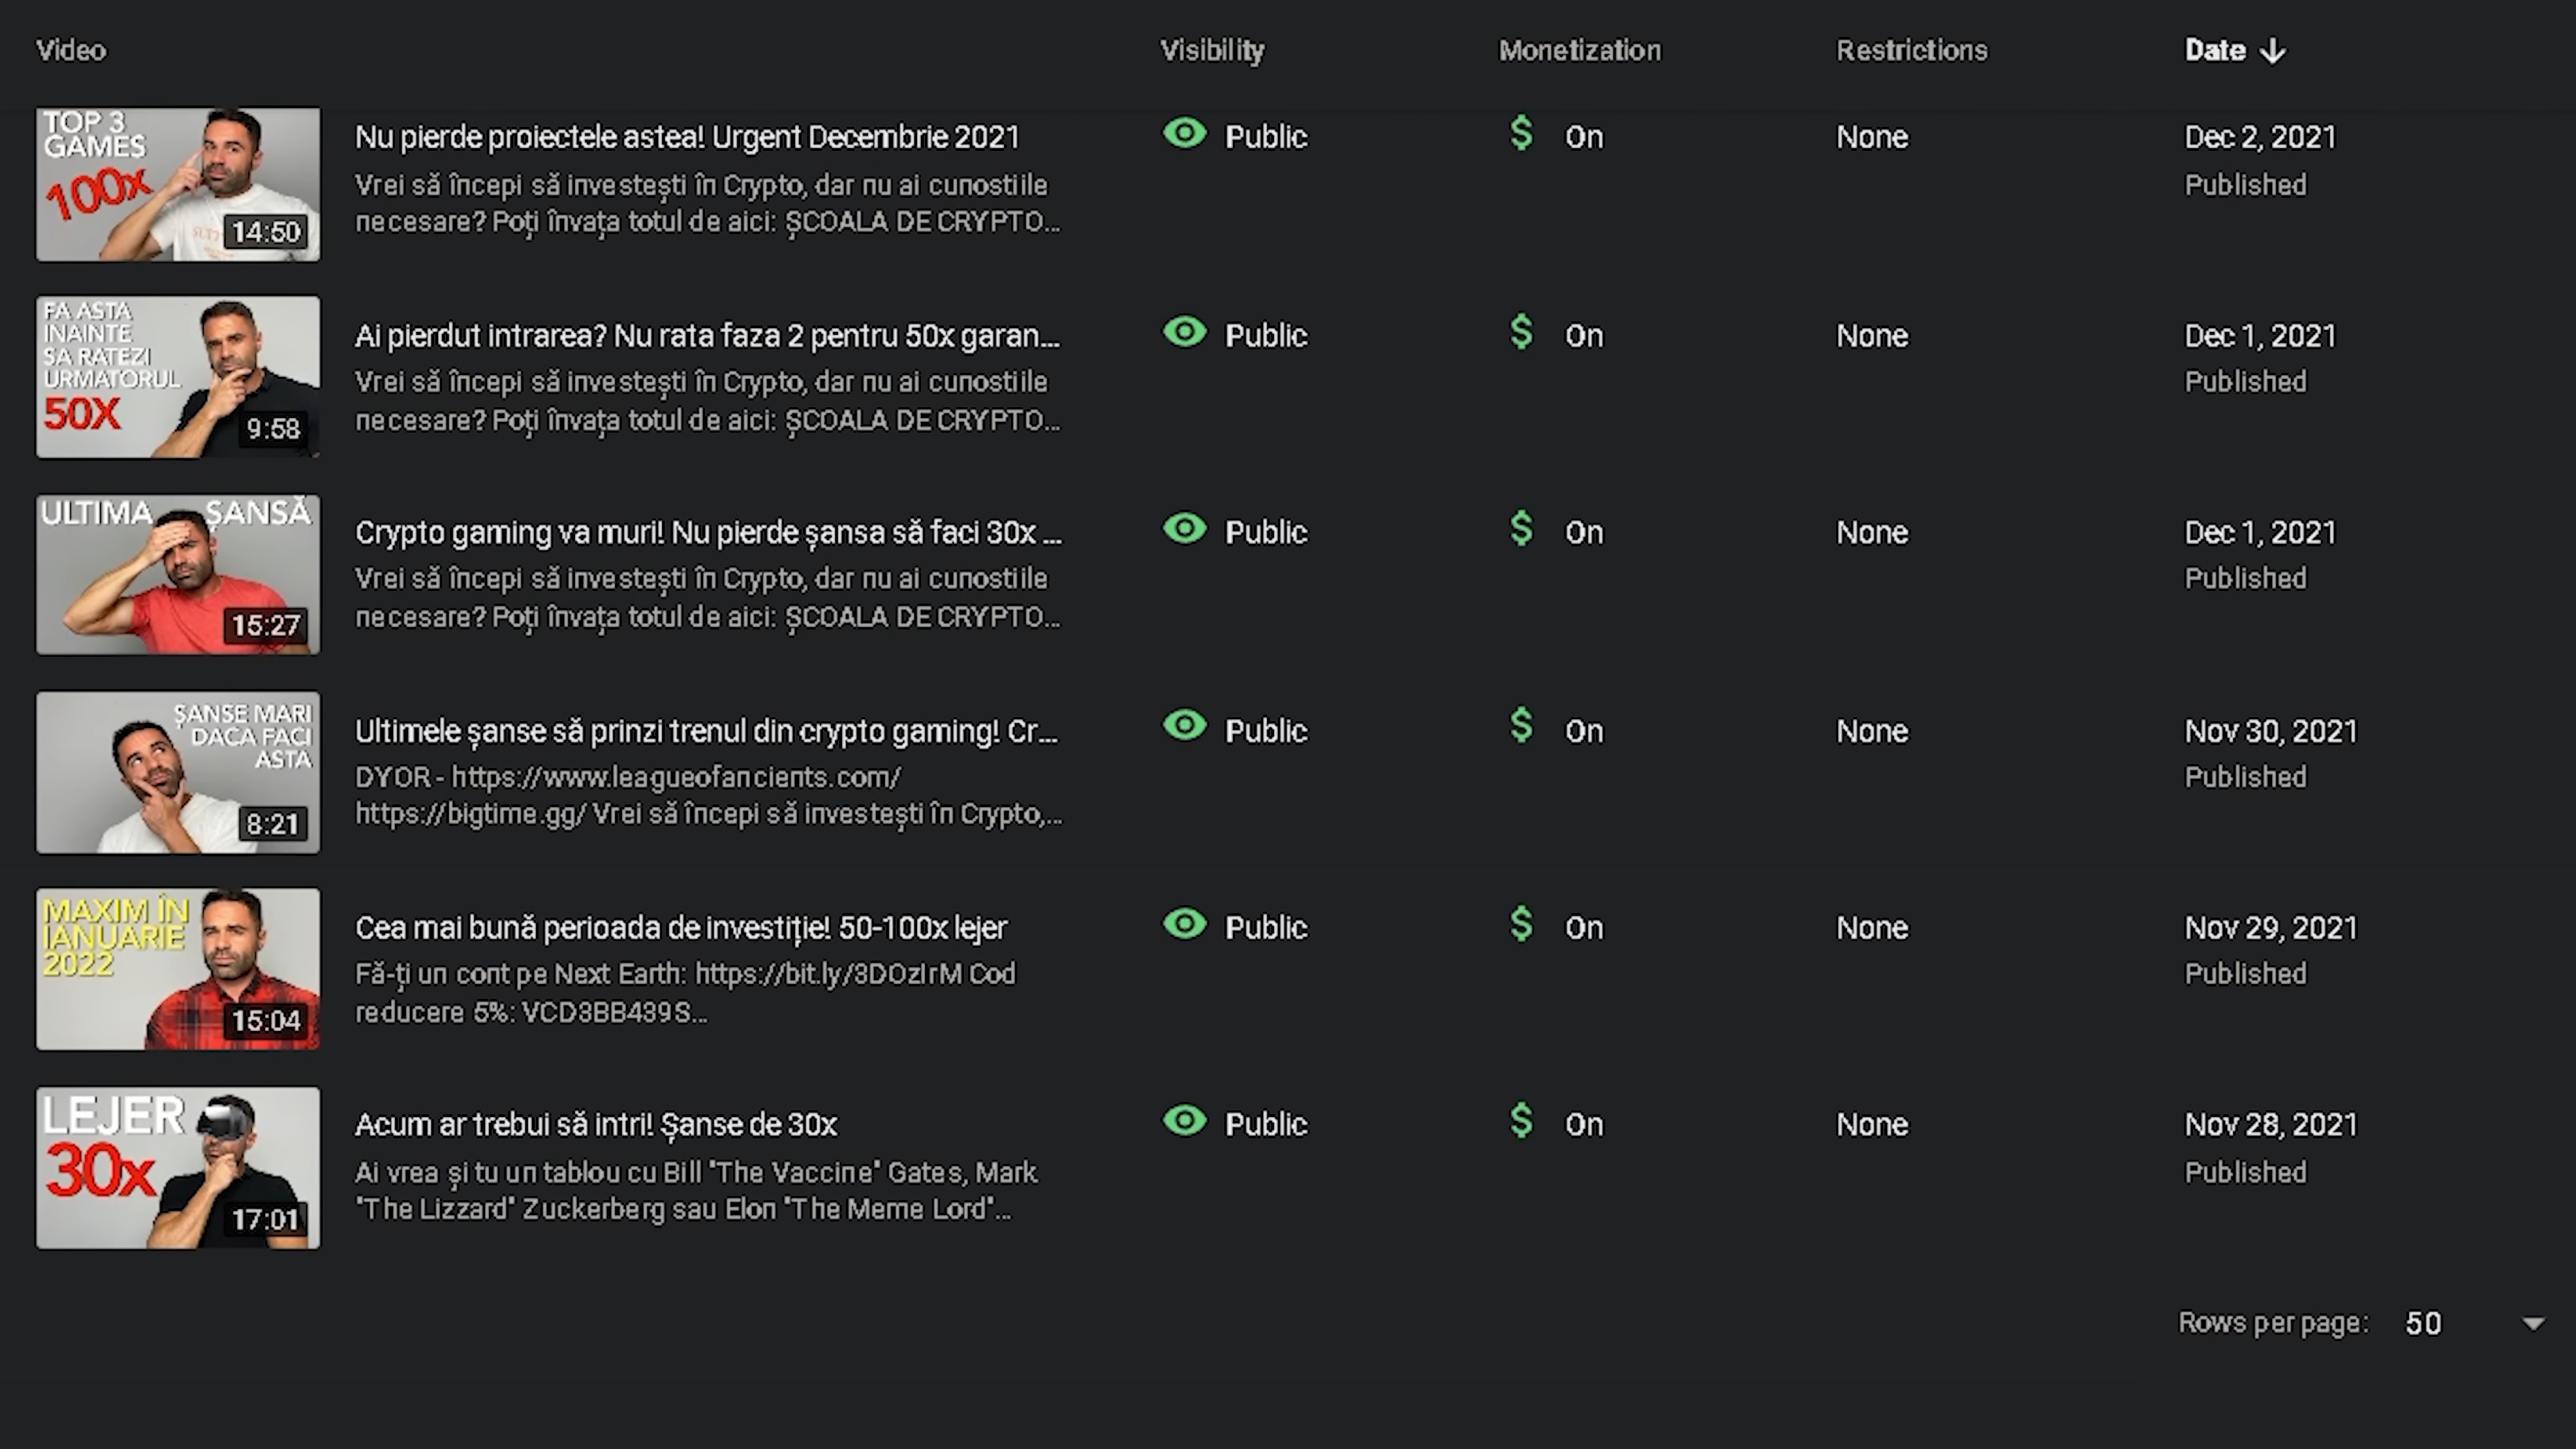 Video Visibility Monetization Restrictions Date
TOP 3
GAMES
100x
14:50
Nu pierde proiectele astea! Urgent Decembrie 2021
Vrei să începi să investești în Crypto, dar nu ai cunostiile
necesare? Poți învața totul de aici: ȘCOALA DE CRYPTO...
Public
On
None
Dec 2, 2021
Published
FA ASTA
INAINTE
SA RATEZI
URMATORUL
50X
9:58
Ai pierdut intrarea? Nu rata faza 2 pentru 50x garan...
Vrei să începi să investești în Crypto, dar nu ai cunostiile
necesare? Poți învața totul de aici: ȘCOALA DE CRYPTO...
Public
On
None
Dec 1, 2021
Published
ULTIMA ȘANSĂ
15:27
Crypto gaming va muri! Nu pierde șansa să faci 30x ...
Vrei să începi să investești în Crypto, dar nu ai cunostiile
necesare? Poți învața totul de aici: ȘCOALA DE CRYPTO...
Public
On
None
Dec 1, 2021
Published
ȘANSE MARI
DACA FACI
ASTA
8:21
Ultimele șanse să prinzi trenul din crypto gaming! Cr...
DYOR - https://www.leagueofancients.com/
https://bigtime.gg/ Vrei să începi să investești în Crypto,...
Public
On
None
Nov 30, 2021
Published
MAXIM ÎN
IANUARIE
2022
15:04
Cea mai bună perioada de investiție! 50-100x lejer
Fă-ți un cont pe Next Earth: https://bit.ly/3DOzIrM Cod
reducere 5%: VCD3BB439S...
Public
On
None
Nov 29, 2021
Published
LEJER
30x
17:01
Acum ar trebui să intri! Șanse de 30x
Ai vrea și tu un tablou cu Bill "The Vaccine" Gates, Mark
"The Lizzard" Zuckerberg sau Elon "The Meme Lord"...
Public
On
None
Nov 28, 2021
Published
Rows per page: 50